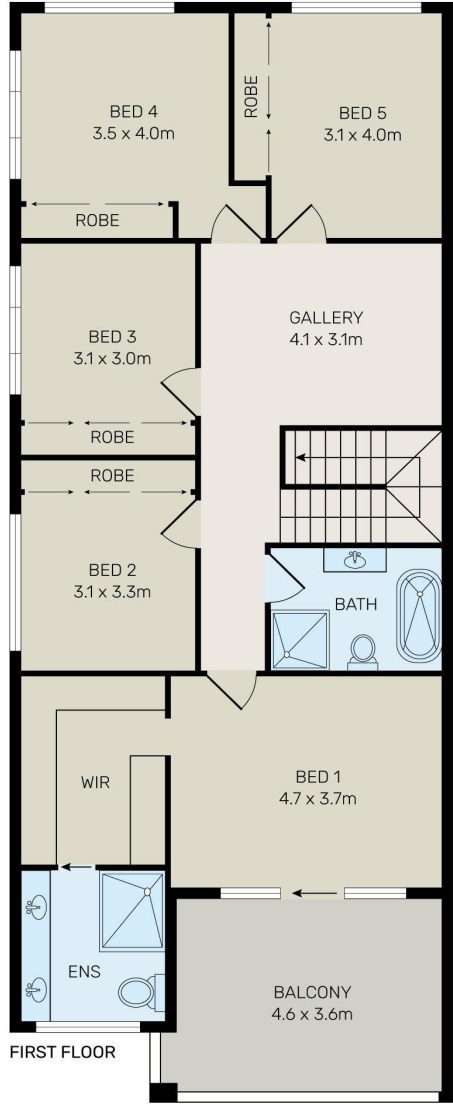 BED 4
3.5 x 4.0m
ROBE
ROBE
BED 5
3.1 x 4.0m
GALLERY
4.1 x 3.1m
BED 3
3.1 x 3.0m
ROBE
ROBE
BED 2
3.1 x 3.3m
BATH
WIR
BED 1
4.7 x 3.7m
ENS
BALCONY
4.6 x 3.6m
FIRST FLOOR